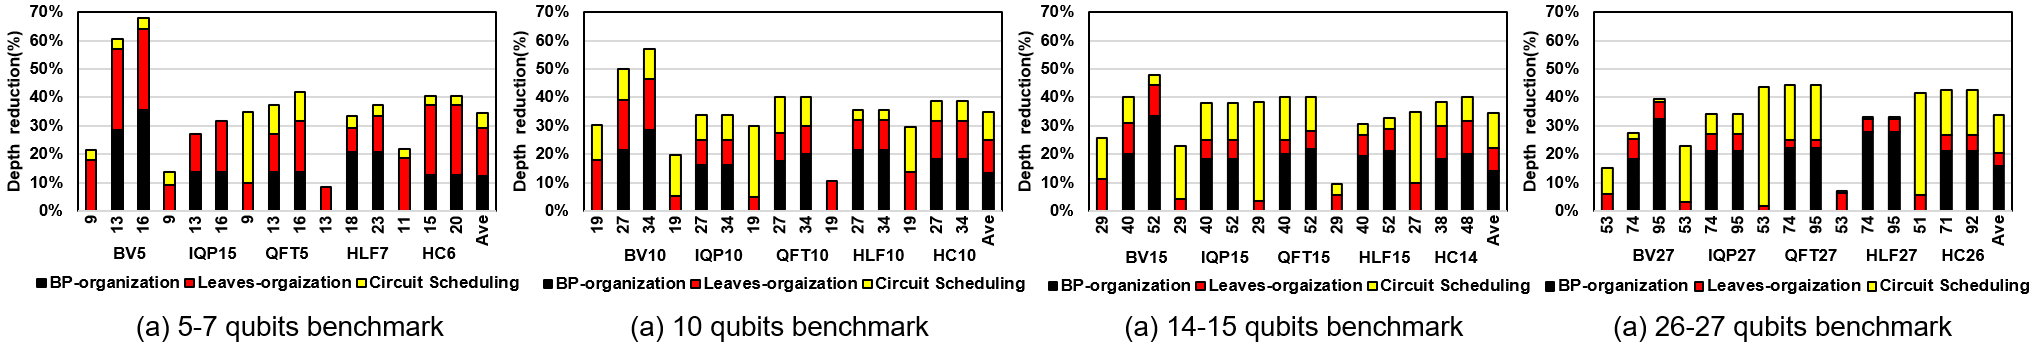 Depth reduction(%)
70%
60%
50%
40%
30%
20%
10%
0%
9 13 16 9 13 16 9 13 16 13 18 23 11 15 20 Ave
BV5 IQP15 QFT5 HLF7 HC6
BP-organization Leaves-orgaization Circuit Scheduling
(a) 5-7 qubits benchmark
Depth reduction(%)
70%
60%
50%
40%
30%
20%
10%
0%
19 27 34 19 27 34 19 27 34 19 27 34 19 27 34 Ave
BV10 IQP10 QFT10 HLF10 HC10
BP-organization Leaves-orgaization Circuit Scheduling
(a) 10 qubits benchmark
Depth reduction(%)
70%
60%
50%
40%
30%
20%
10%
0%
29 40 52 29 40 52 29 40 52 29 40 52 27 38 48 Ave
BV15 IQP15 QFT15 HLF15 HC14
BP-organization Leaves-orgaization Circuit Scheduling
(a) 14-15 qubits benchmark
Depth reduction(%)
70%
60%
50%
40%
30%
20%
10%
0%
53 74 95 53 74 95 53 74 95 53 74 95 51 71 92 Ave
BV27 IQP27 QFT27 HLF27 HC26
BP-organization Leaves-orgaization Circuit Scheduling
(a) 26-27 qubits benchmark